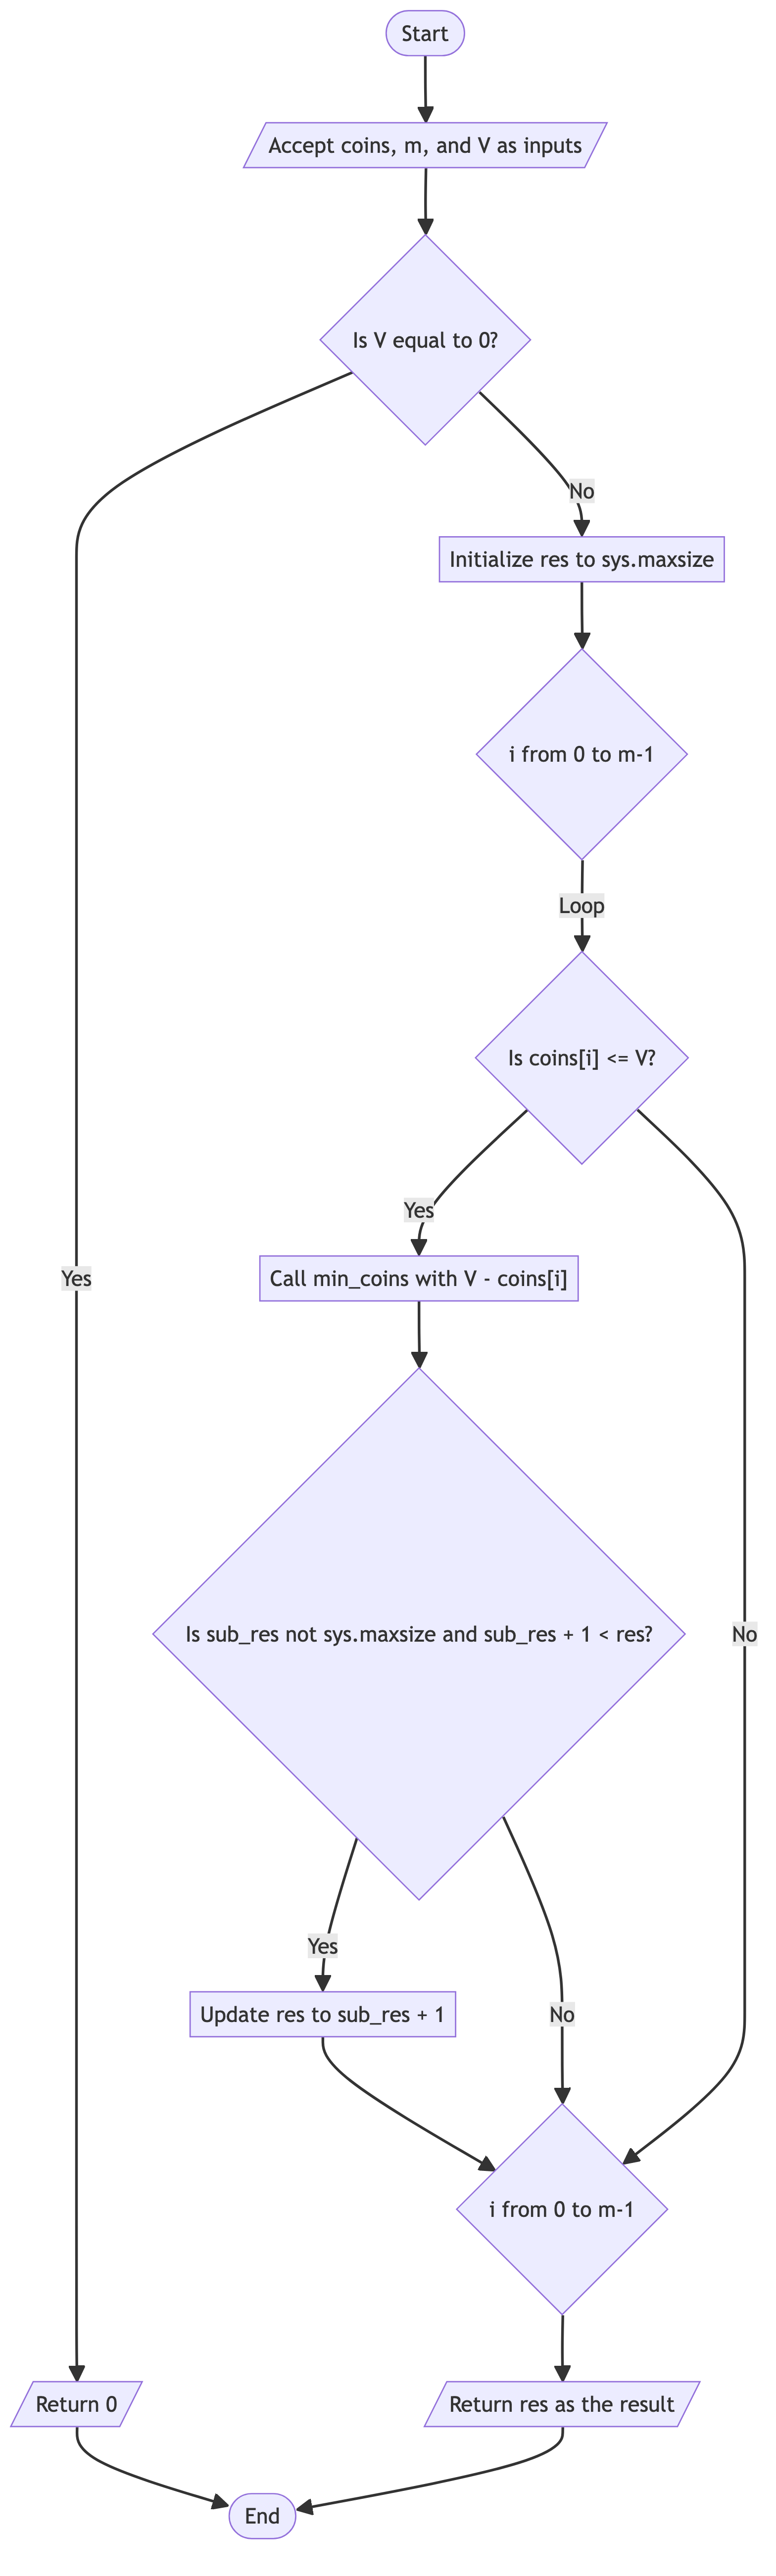 Start
Accept coins, m, and V as inputs
Is V equal to 0?
No
Initialize res to sys.maxsize
i from 0 to m-1
Loop
Is coins[i] <= V?
Yes
Call min_coins with V - coins[i]
Yes
Is sub_res not sys.maxsize and sub_res + 1 < res?
No
Yes
Update res to sub_res + 1
No
i from 0 to m-1
Return 0
Return res as the result
End